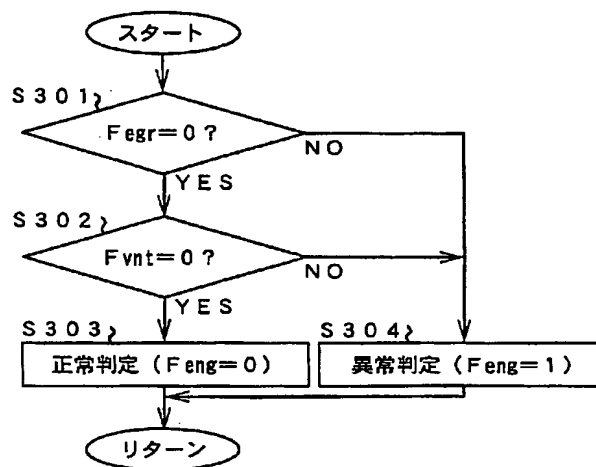 スタート
S301
Fegr=0?
NO
YES
S302
Fvnt=0?
NO
YES
S303
正常判定(Feng=0)
S304
異常判定(Feng=1)
リターン